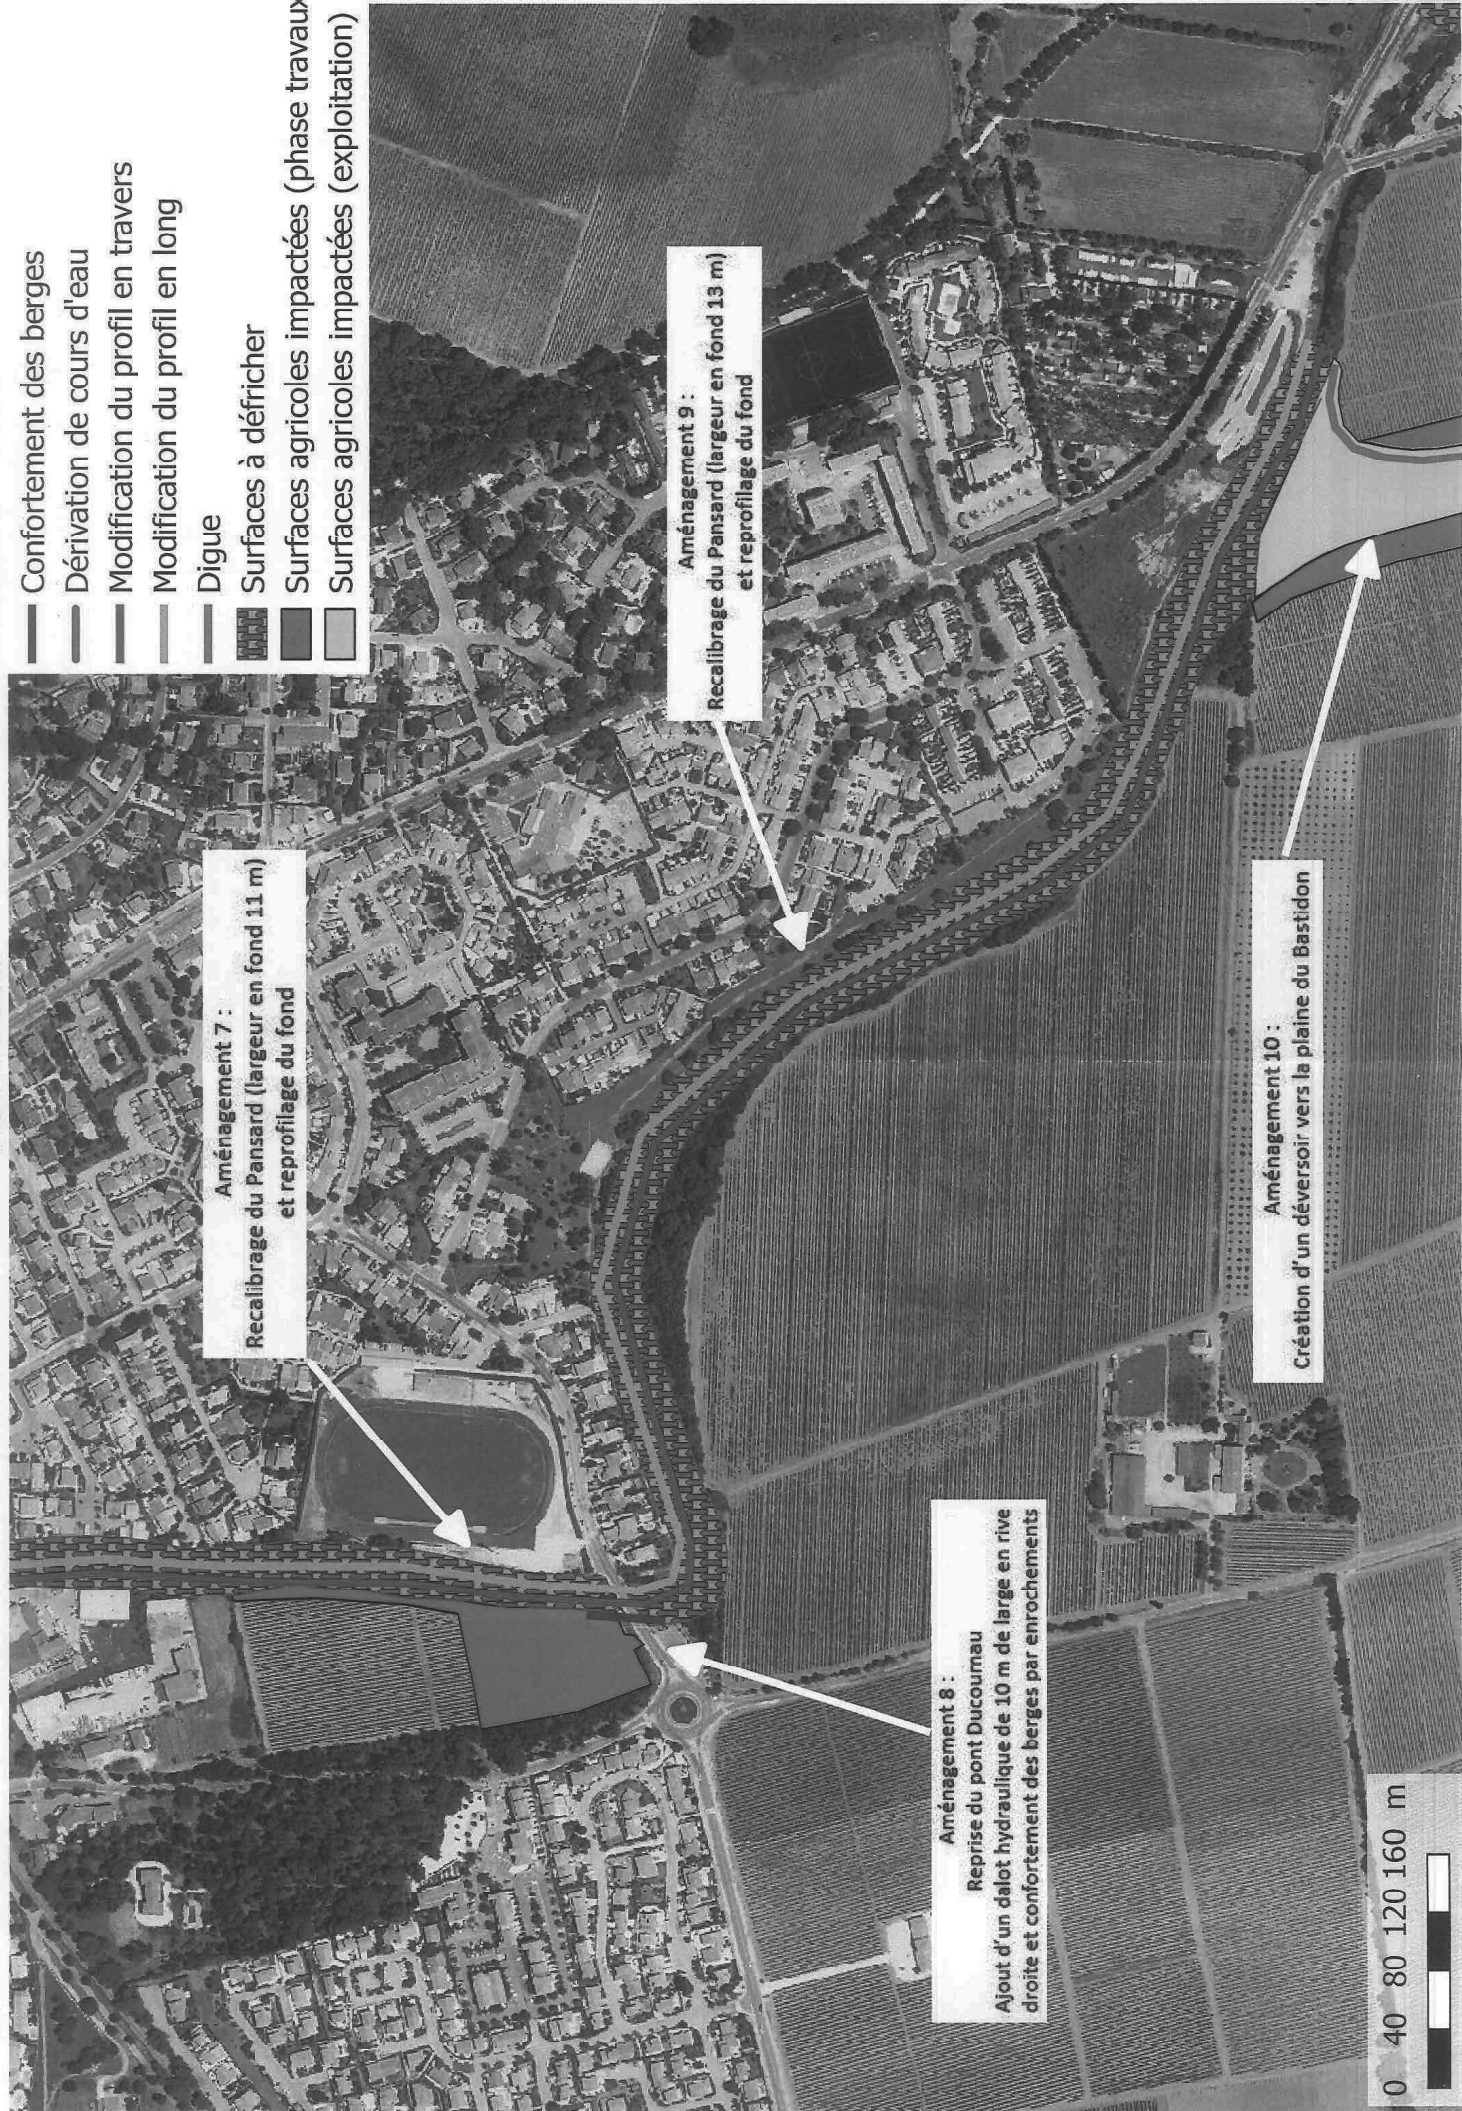 Confortement des berges
Dérivation de cours d'eau
Modification du profil en travers
Modification du profil en long
Digue
Surfaces à défricher
Surfaces agricoles impactées (phase travaux
Surfaces agricoles impactées (exploitation)
Aménagement 7 :
Recalibrage du Pansard (largeur en fond 11 m)
et reprofilage du fond
Aménagement 9 :
Recalibrage du Pansard (largeur en fond 13 m)
et reprofilage du fond
Aménagement 8 :
Reprise du pont Ducournau
Ajout d'un dalot hydraulique de 10 m de large en rive
droite et confortement des berges par enrochements
Aménagement 10 :
Création d'un déversoir vers la plaine du Bastidon
0 40 80 120 160 m